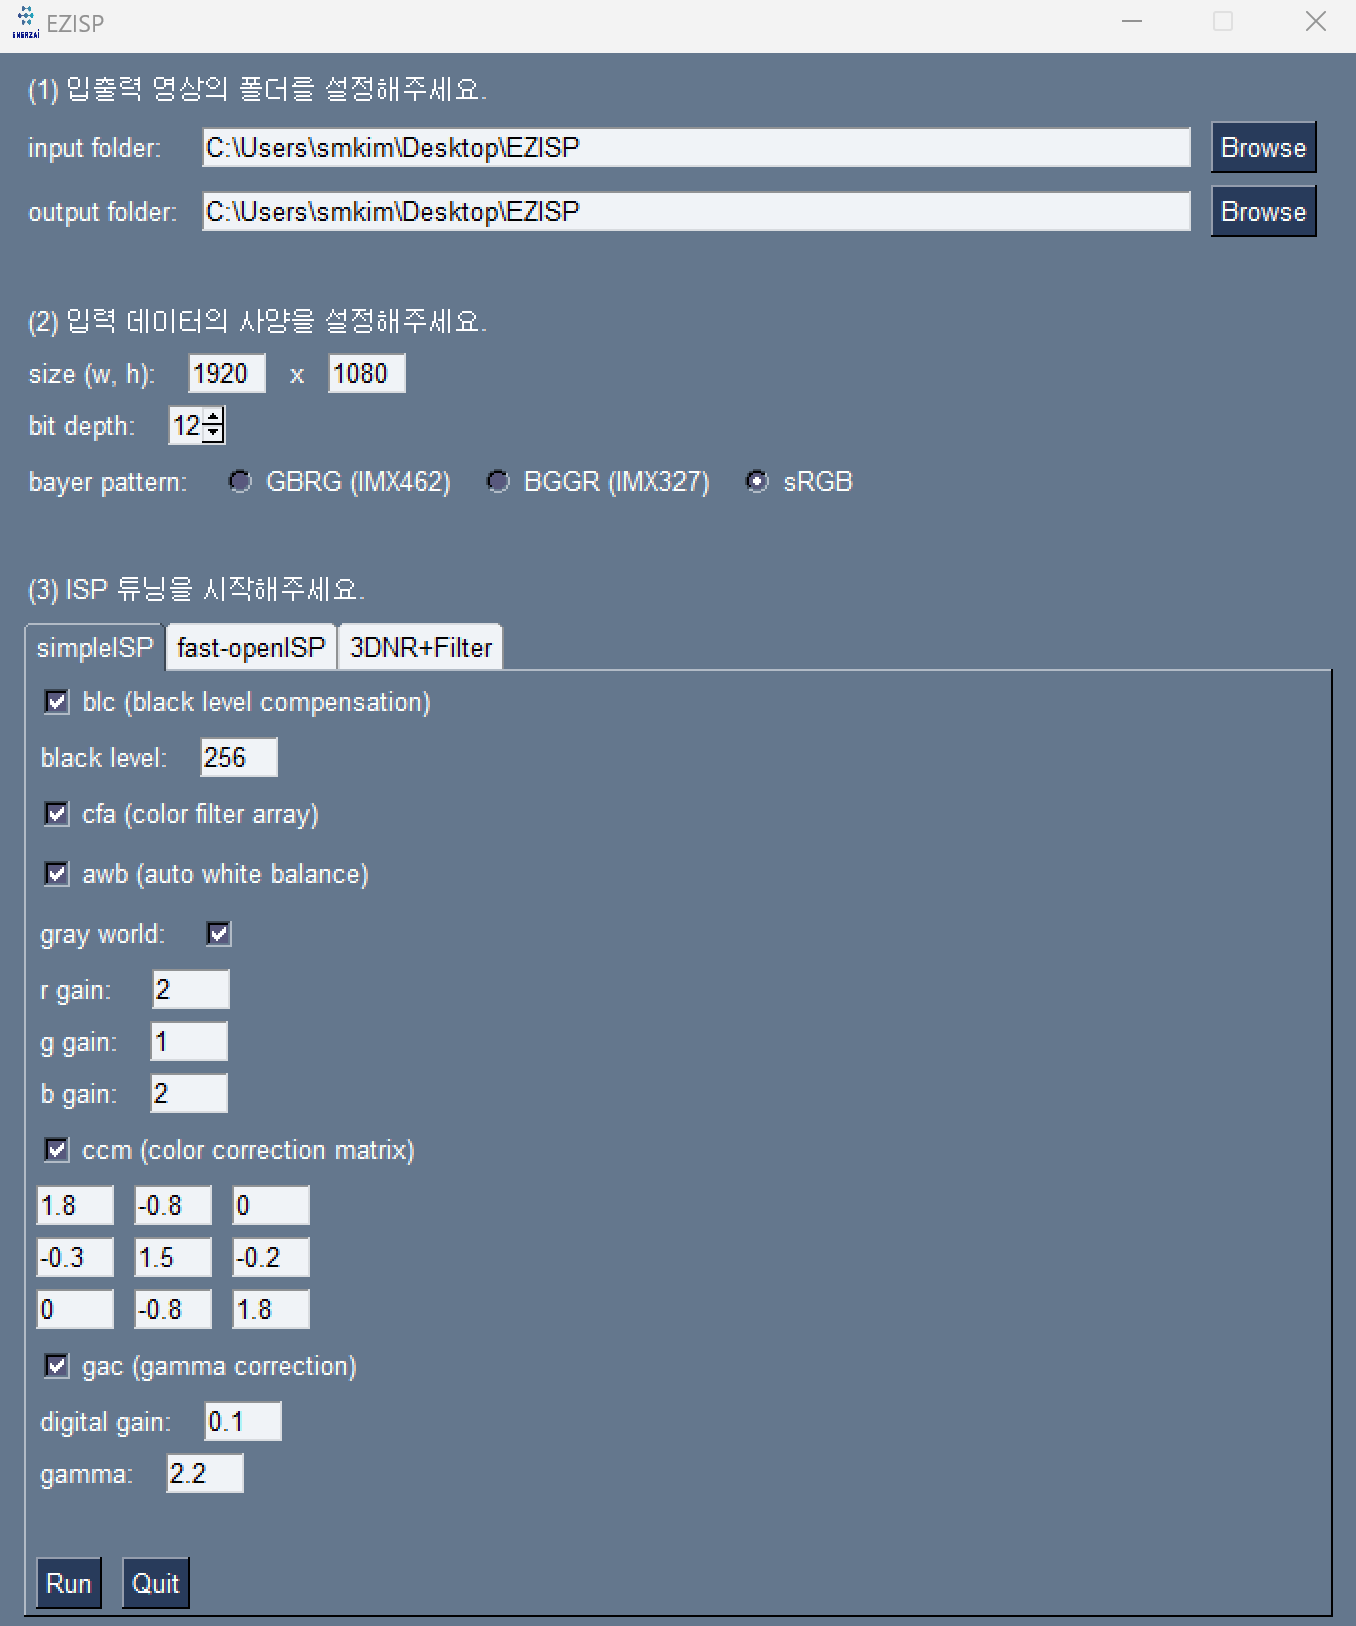 ENERZAi EZISP
(1) 입출력 영상의 폴더를 설정해주세요.
input folder: C:\Users\smkim\Desktop\EZISP Browse
output folder: C:\Users\smkim\Desktop\EZISP Browse
(2) 입력 데이터의 사양을 설정해주세요.
size (w, h): 1920 x 1080
bit depth: 12
bayer pattern: GBRG (IMX462) BGGR (IMX327) sRGB
(3) ISP 튜닝을 시작해주세요.
simpleISP fast-openISP 3DNR+Filter
blc (black level compensation)
black level: 256
cfa (color filter array)
awb (auto white balance)
gray world:
r gain: 2
g gain: 1
b gain: 2
ccm (color correction matrix)
1.8 -0.8 0
-0.3 1.5 -0.2
0 -0.8 1.8
gac (gamma correction)
digital gain: 0.1
gamma: 2.2
Run Quit